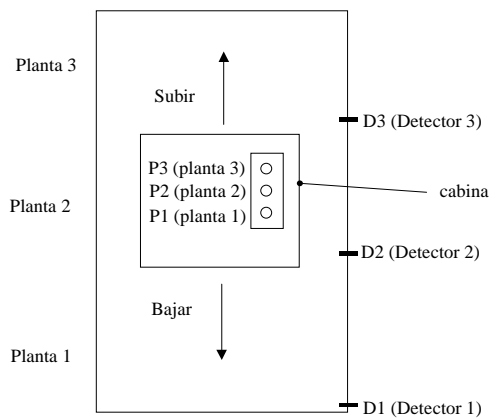 Planta 3
Subir
D3 (Detector 3)
P3 (planta 3)
P2 (planta 2)
P1 (planta 1)
cabina
Planta 2
D2 (Detector 2)
Bajar
Planta 1
D1 (Detector 1)